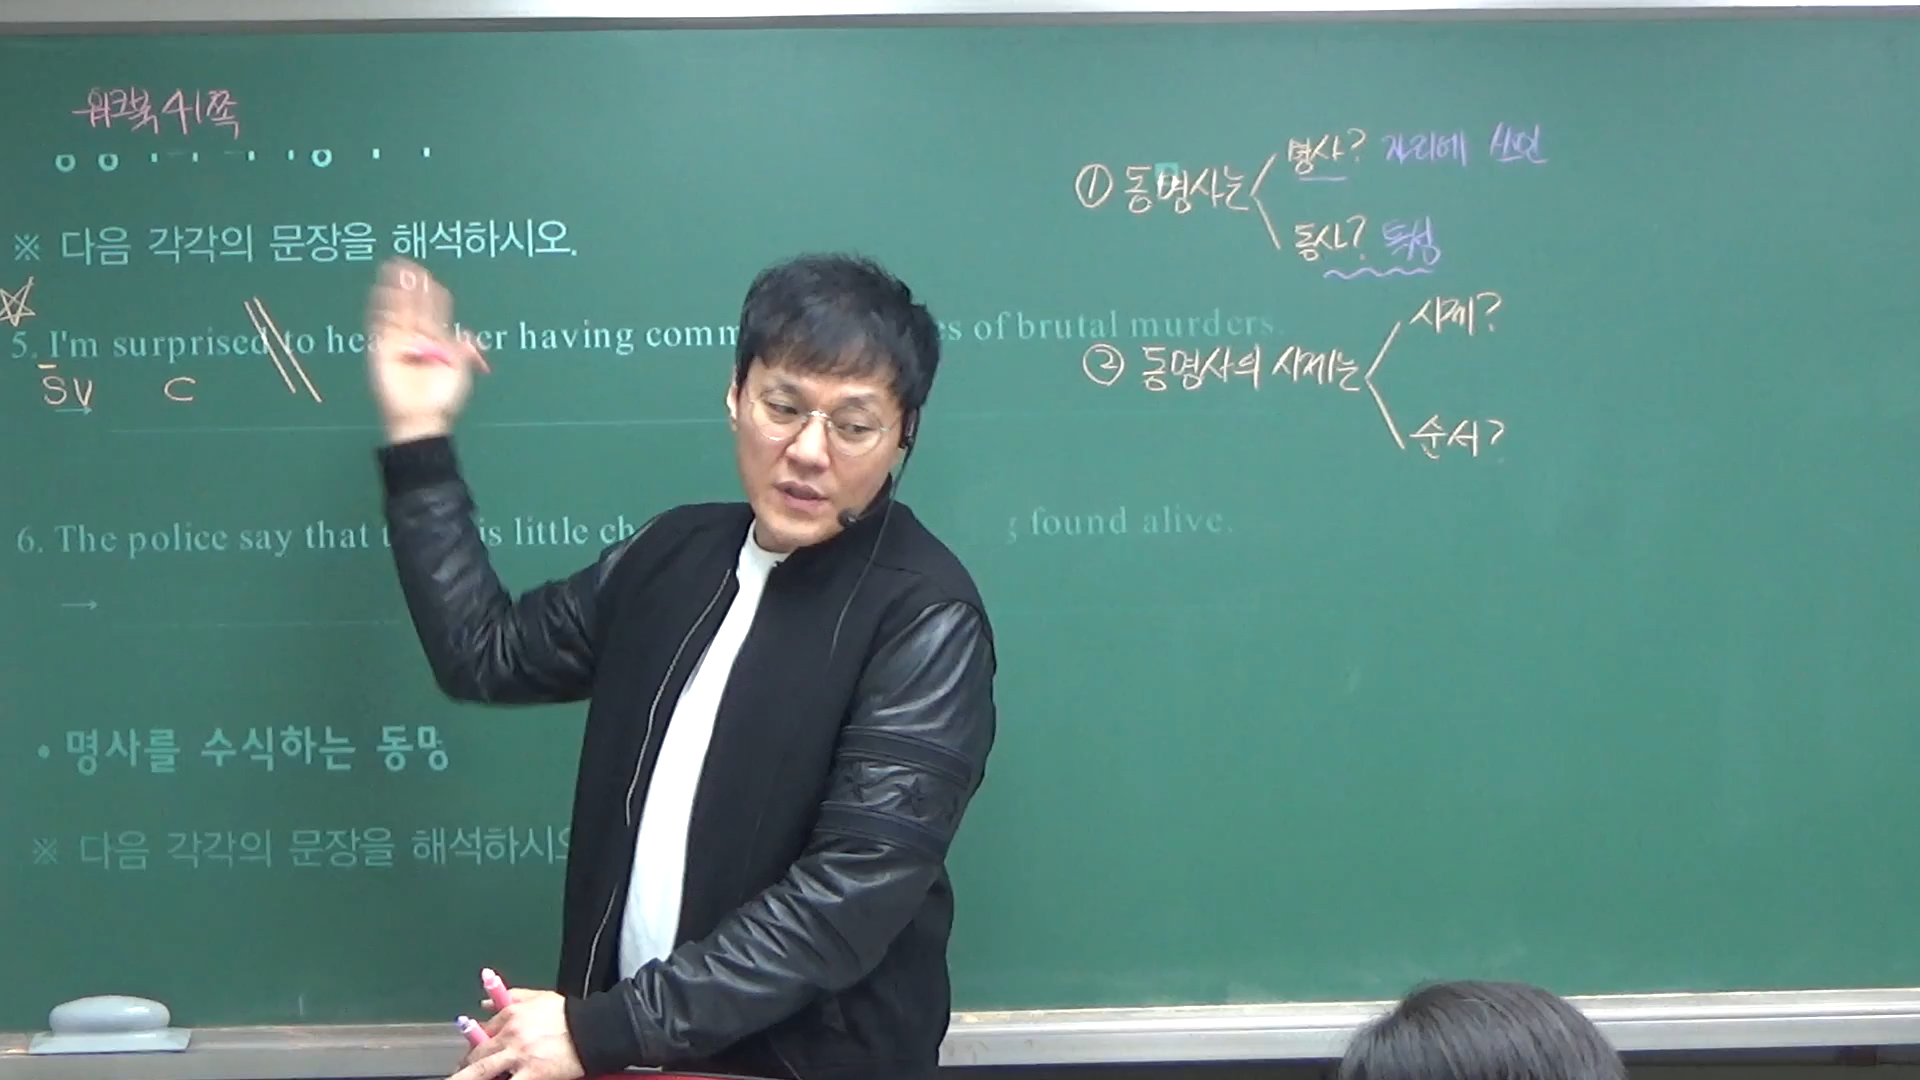 워크북 41쪽
※ 다음 각각의 문장을 해석하시오.
5. I'm surprised to hea her having comm es of brutal murders.
SV C
6. The police say that t is little ch g found alive.
→
• 명사를 수식하는 동명
※ 다음 각각의 문장을 해석하시오
① 동명사는
명사? 자리에 쓰인
동사? 특성
② 동명사의 시제는
시제?
순서?